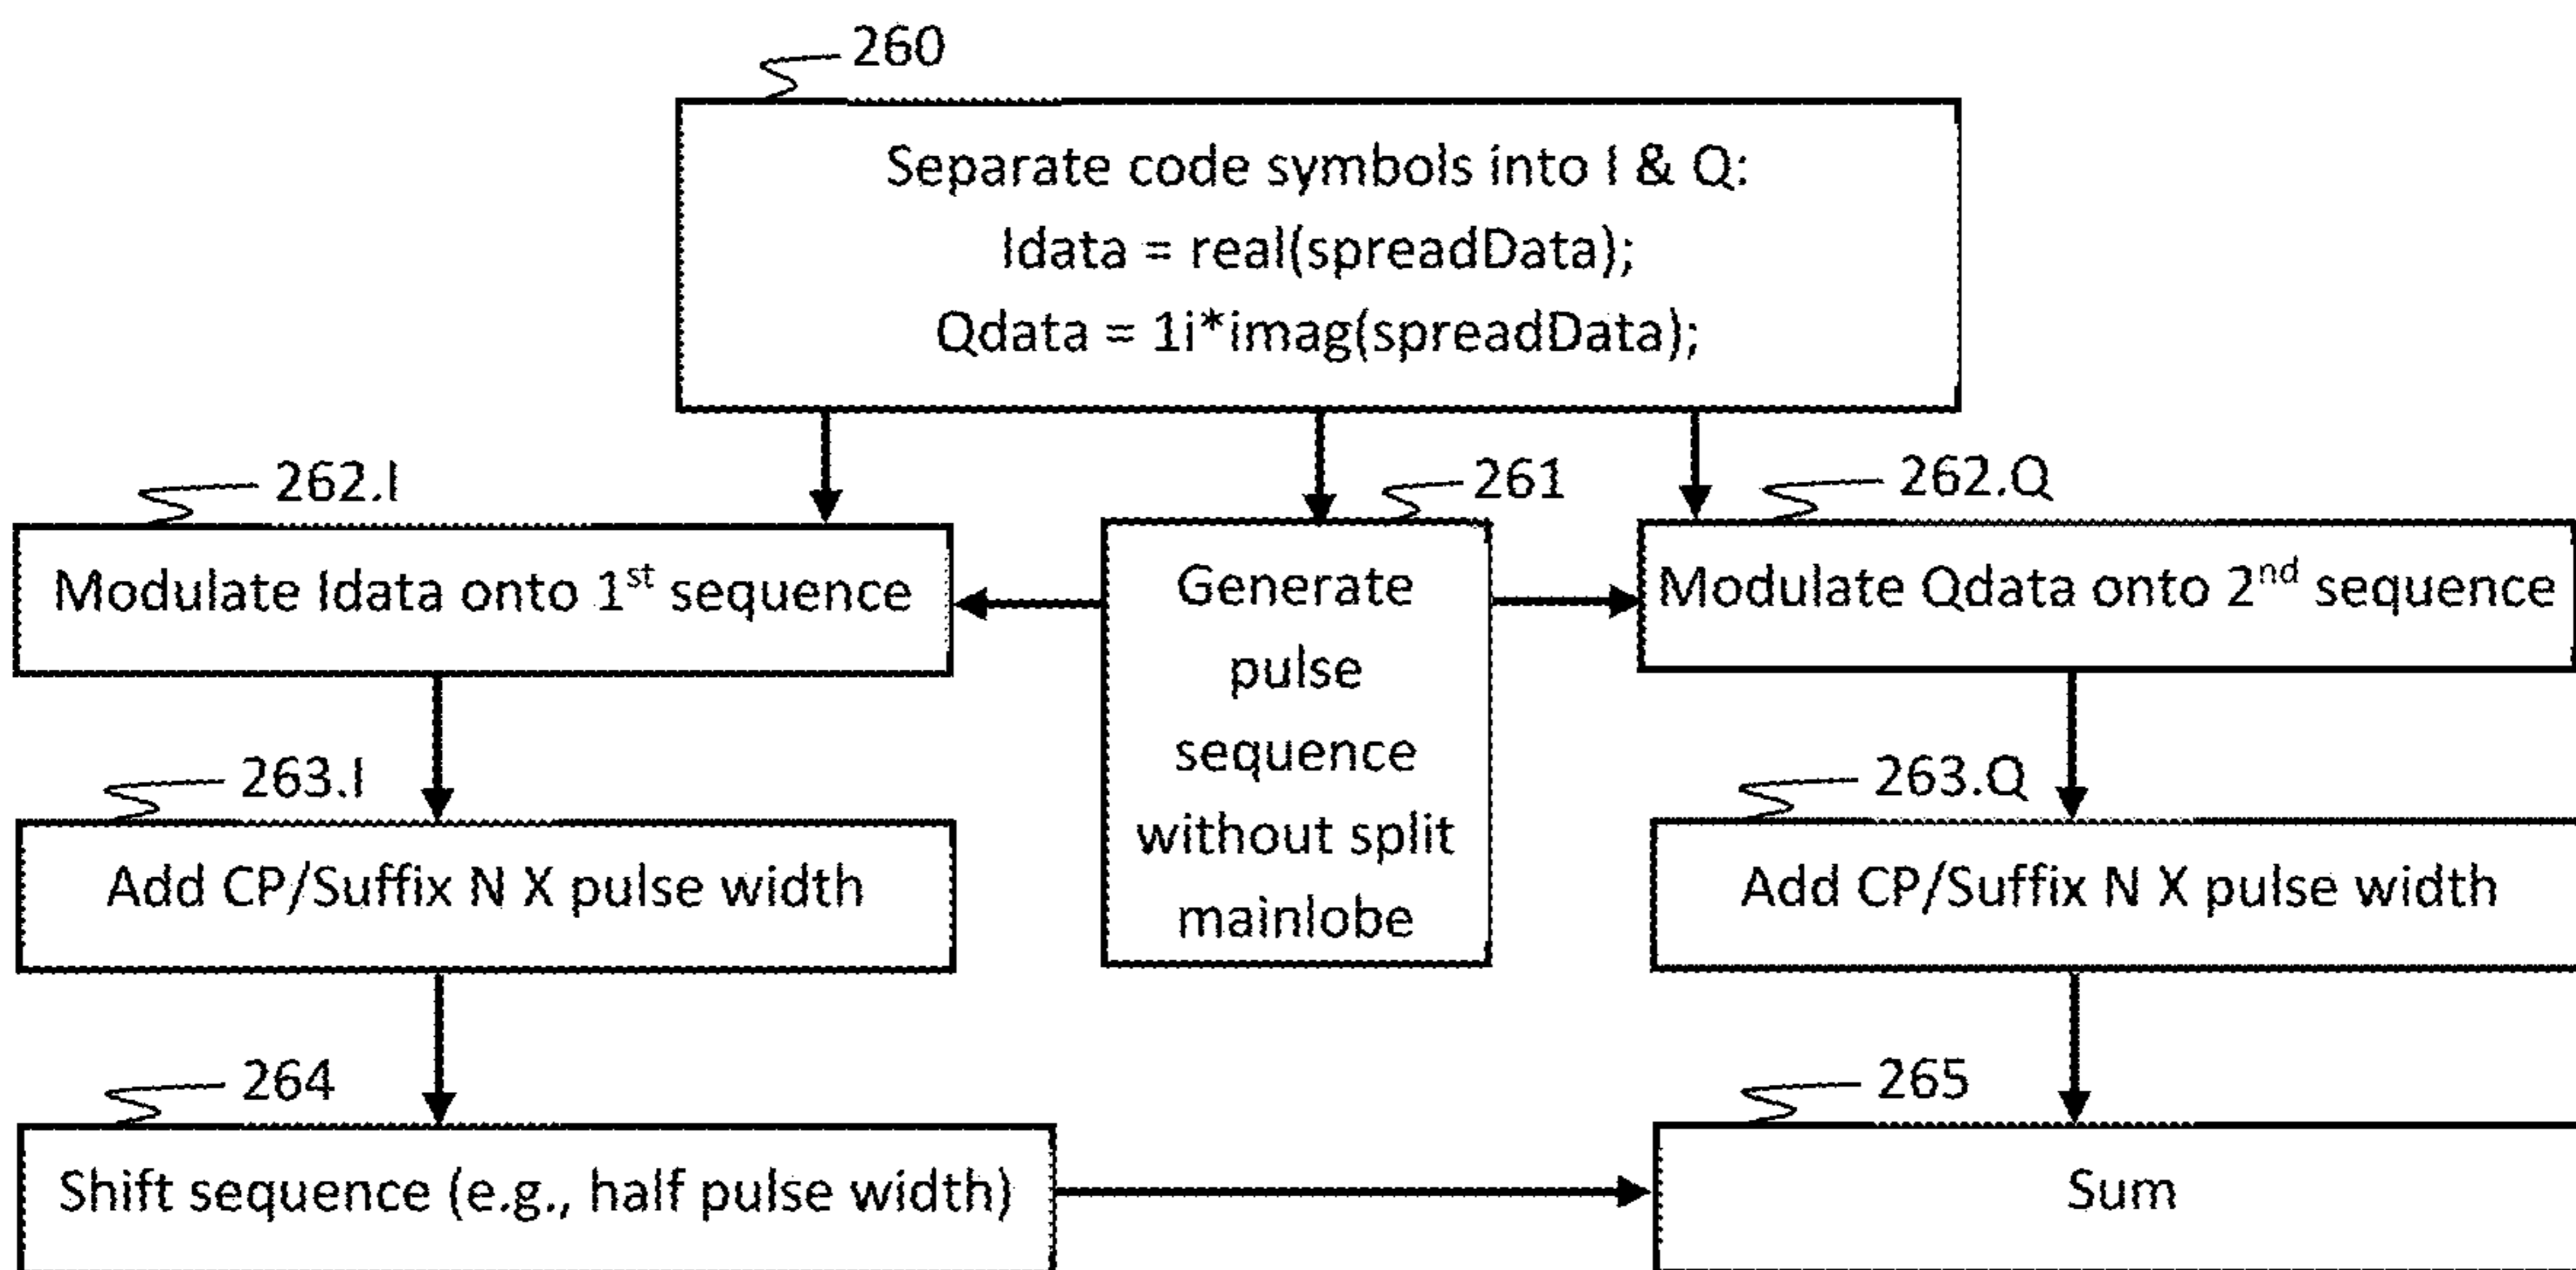 260
Separate code symbols into I & Q:
Idata = real(spreadData);
Qdata = 1i*imag(spreadData);
262.I
261
262.Q
Modulate Idata onto 1st sequence
Generate
pulse
sequence
without split
mainlobe
Modulate Qdata onto 2nd sequence
263.I
263.Q
Add CP/Suffix N X pulse width
Add CP/Suffix N X pulse width
264
265
Shift sequence (e.g., half pulse width)
Sum